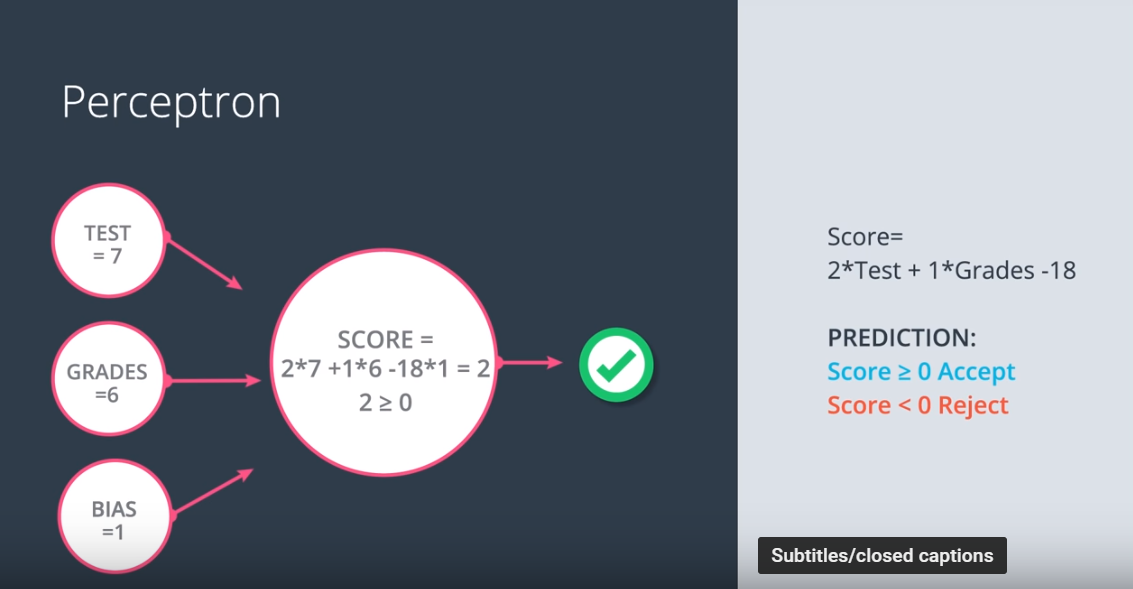 Perceptron
TEST
= 7
GRADES
=6
BIAS
=1
SCORE =
2*7 +1*6 -18*1 = 2
2 ≥ 0
Score=
2*Test + 1*Grades -18
PREDICTION:
Score ≥ 0 Accept
Score < 0 Reject
Subtitles/closed captions